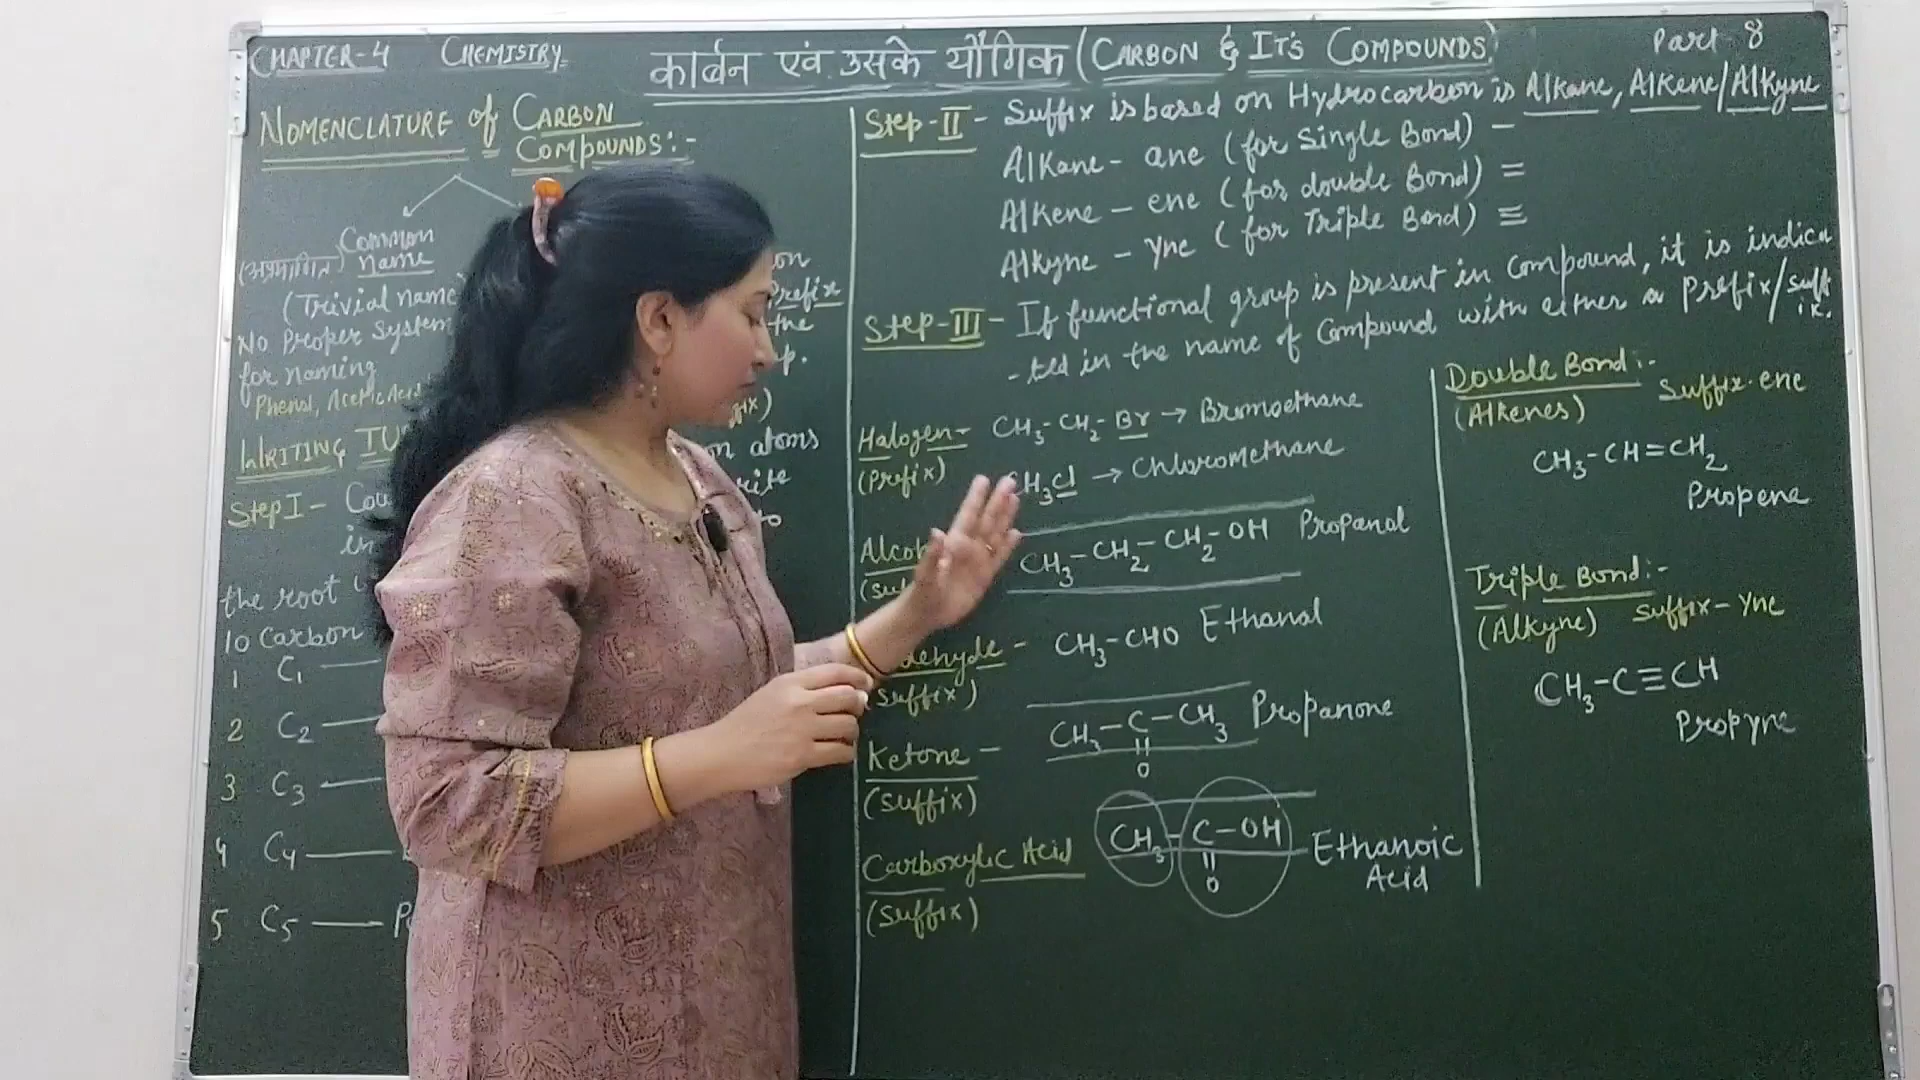 CHAPTER-4 CHEMISTRY
कार्बन एवं उसके यौगिक (CARBON & IT'S COMPOUNDS)
Part 8
NOMENCLATURE of CARBON
COMPOUNDS:-
Common
name
(Trivial name
No Proper System
for naming
Phenol, Acetic Acid
on
Prefix
the
WRITING IU
on atoms
Step I - Cou
in
to
the root
10 Carbon
1 C₁
2 C₂
3 C₃
4 C₄
5 C₅ P
Step-II - Suffix is based on Hydrocarbon is Alkane, Alkene/Alkyne
Alkane - ane (for Single Bond) -
Alkene - ene (for double Bond) =
Alkyne - yne (for Triple Bond) ≡
Step-III - If functional group is present in Compound, it is indica
-ted in the name of Compound with either a Prefix/suff
ix.
Halogen- CH₃-CH₂-Br → Bromoethane
(Prefix) CH₃Cl → Chloromethane
Alcoh CH₃-CH₂-CH₂-OH Propanol
(su
dehyde - CH₃-CHO Ethanal
(suffix)
Ketone - CH₃-C-CH₃ Propanone
(suffix) || O
Carboxylic Acid CH₃-C-OH Ethanoic
|| O Acid
(suffix)
Double Bond:-
(Alkenes) Suffix-ene
CH₃-CH=CH₂
Propene
Triple Bond:-
(Alkyne) suffix-yne
CH₃-C≡CH
Propyne